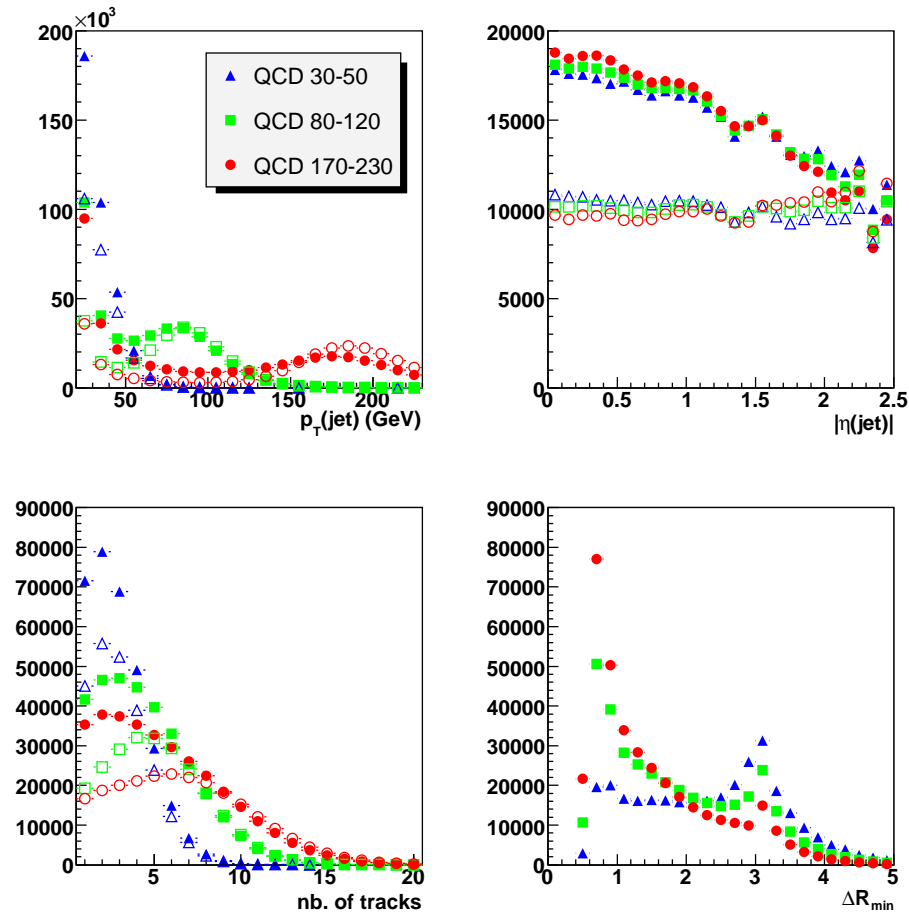 ×10³
200
150
100
50
0
50 100 150 200
p_T(jet) (GeV)
QCD 30-50
QCD 80-120
QCD 170-230
20000
15000
10000
5000
0
0 0.5 1 1.5 2 2.5
|η(jet)|
90000
80000
70000
60000
50000
40000
30000
20000
10000
0
5 10 15 20
nb. of tracks
90000
80000
70000
60000
50000
40000
30000
20000
10000
0
0 1 2 3 4 5
ΔR_min